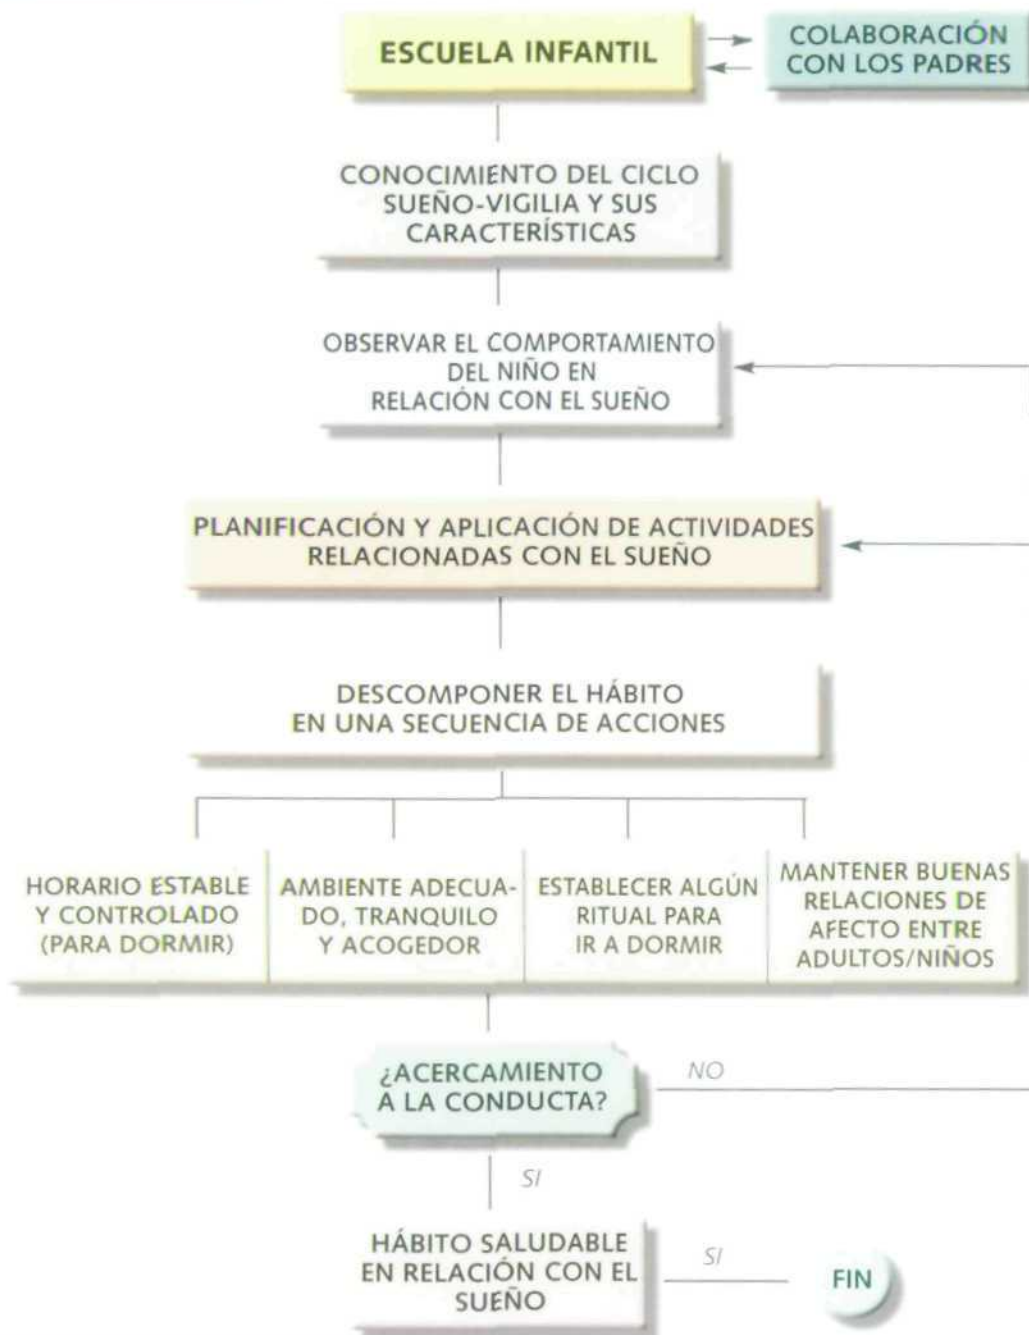 ESCUELA INFANTIL
COLABORACIÓN
CON LOS PADRES
CONOCIMIENTO DEL CICLO
SUEÑO-VIGILIA Y SUS
CARACTERÍSTICAS
OBSERVAR EL COMPORTAMIENTO
DEL NIÑO EN
RELACIÓN CON EL SUEÑO
PLANIFICACIÓN Y APLICACIÓN DE ACTIVIDADES
RELACIONADAS CON EL SUEÑO
DESCOMPONER EL HÁBITO
EN UNA SECUENCIA DE ACCIONES
HORARIO ESTABLE
Y CONTROLADO
(PARA DORMIR)
AMBIENTE ADECUA-
DO, TRANQUILO
Y ACOGEDOR
ESTABLECER ALGÚN
RITUAL PARA
IR A DORMIR
MANTENER BUENAS
RELACIONES DE
AFECTO ENTRE
ADULTOS/NIÑOS
¿ACERCAMIENTO
A LA CONDUCTA?
NO
SI
HÁBITO SALUDABLE
EN RELACIÓN CON EL
SUEÑO
SI
FIN